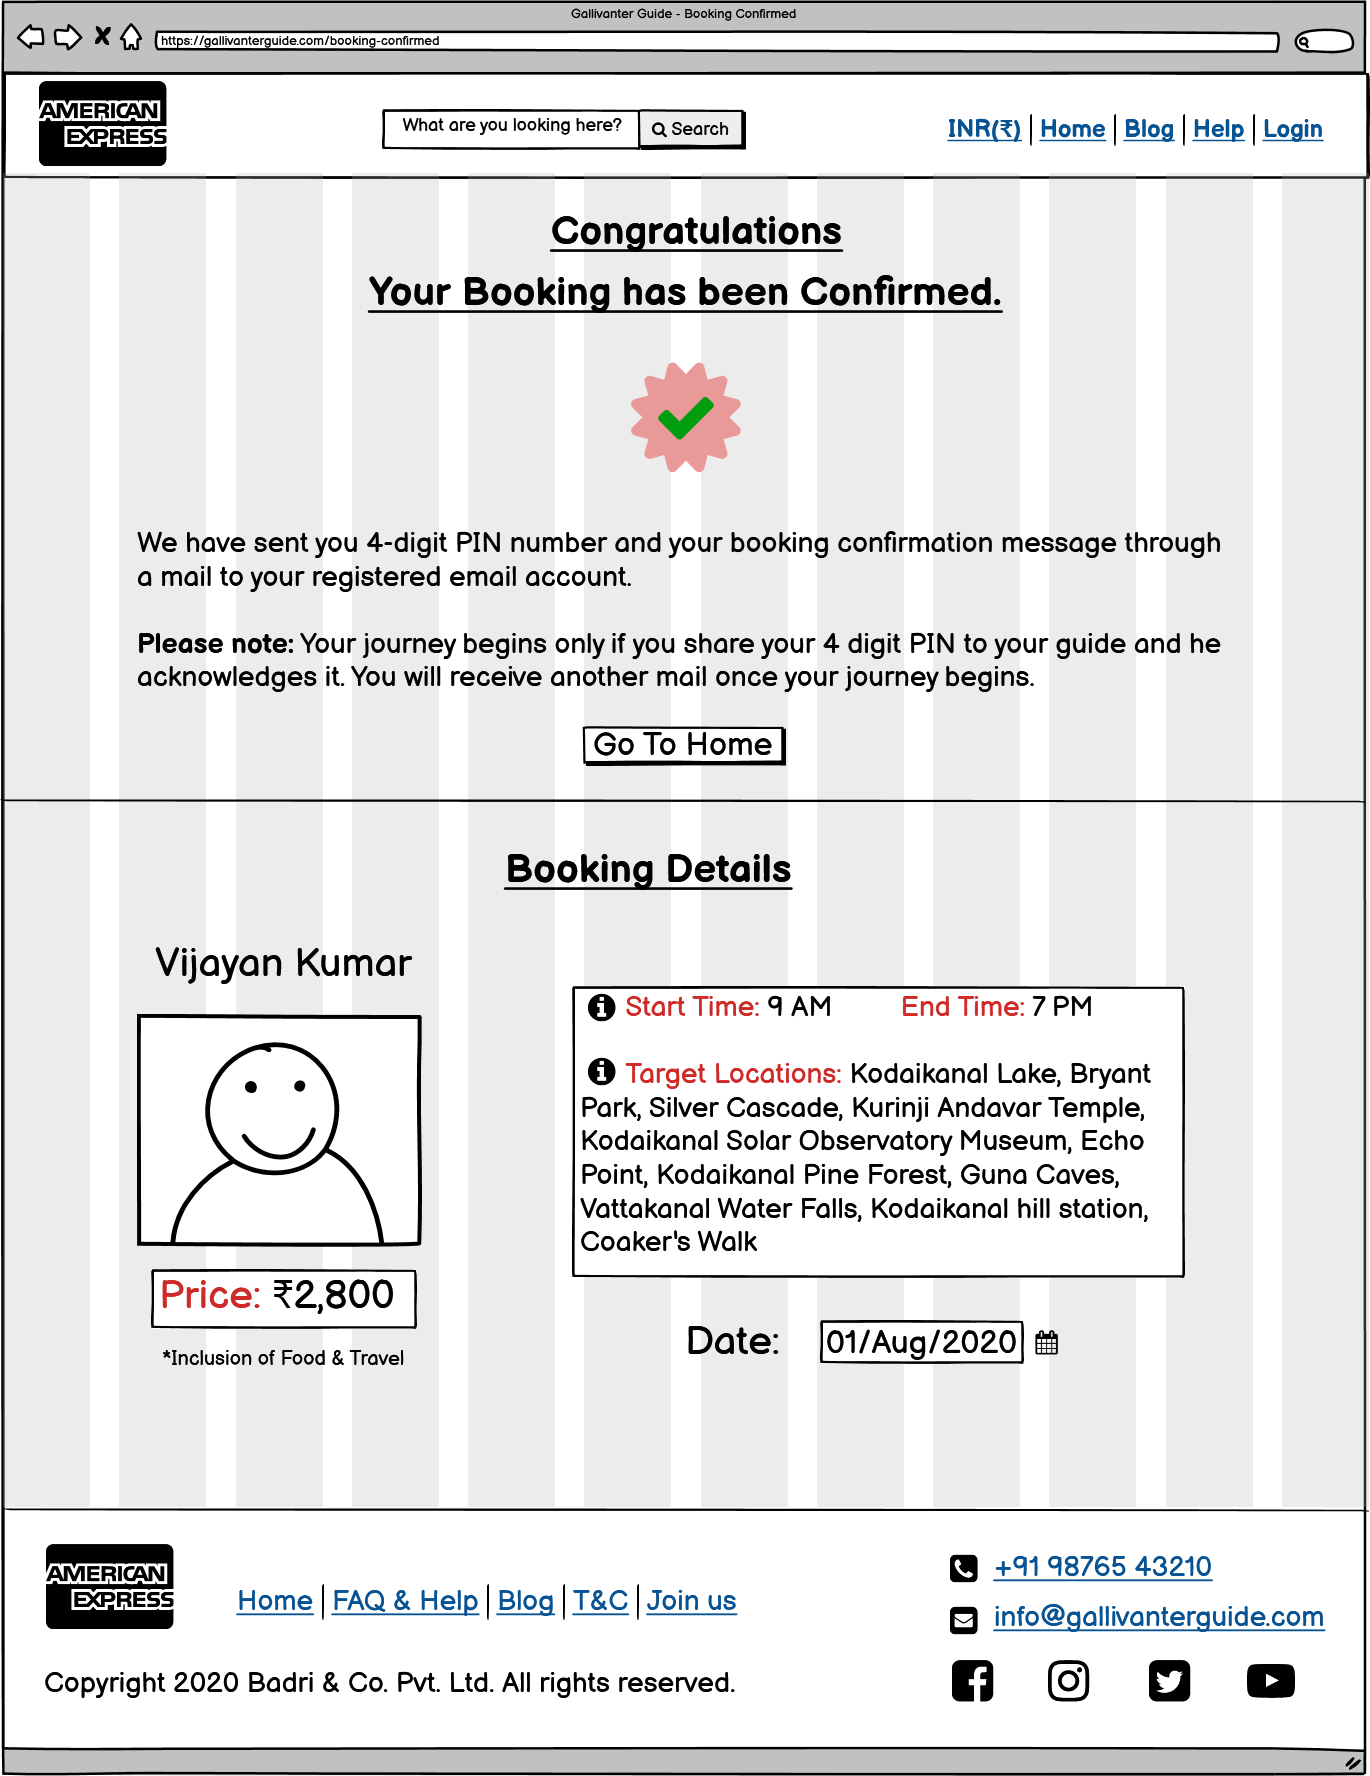 Gallivanter Guide - Booking Confirmed
https://gallivanterguide.com/booking-confirmed
AMERICAN
EXPRESS
What are you looking here?
Search
INR(₹) | Home | Blog | Help | Login
Congratulations
Your Booking has been Confirmed.
We have sent you 4-digit PIN number and your booking confirmation message through
a mail to your registered email account.
Please note: Your journey begins only if you share your 4 digit PIN to your guide and he
acknowledges it. You will receive another mail once your journey begins.
Go To Home
Booking Details
Vijayan Kumar
Price: ₹2,800
*Inclusion of Food & Travel
Start Time: 9 AM End Time: 7 PM
Target Locations: Kodaikanal Lake, Bryant
Park, Silver Cascade, Kurinji Andavar Temple,
Kodaikanal Solar Observatory Museum, Echo
Point, Kodaikanal Pine Forest, Guna Caves,
Vattakanal Water Falls, Kodaikanal hill station,
Coaker's Walk
Date: 01/Aug/2020
AMERICAN
EXPRESS
Home | FAQ & Help | Blog | T&C | Join us
Copyright 2020 Badri & Co. Pvt. Ltd. All rights reserved.
+91 98765 43210
info@gallivanterguide.com